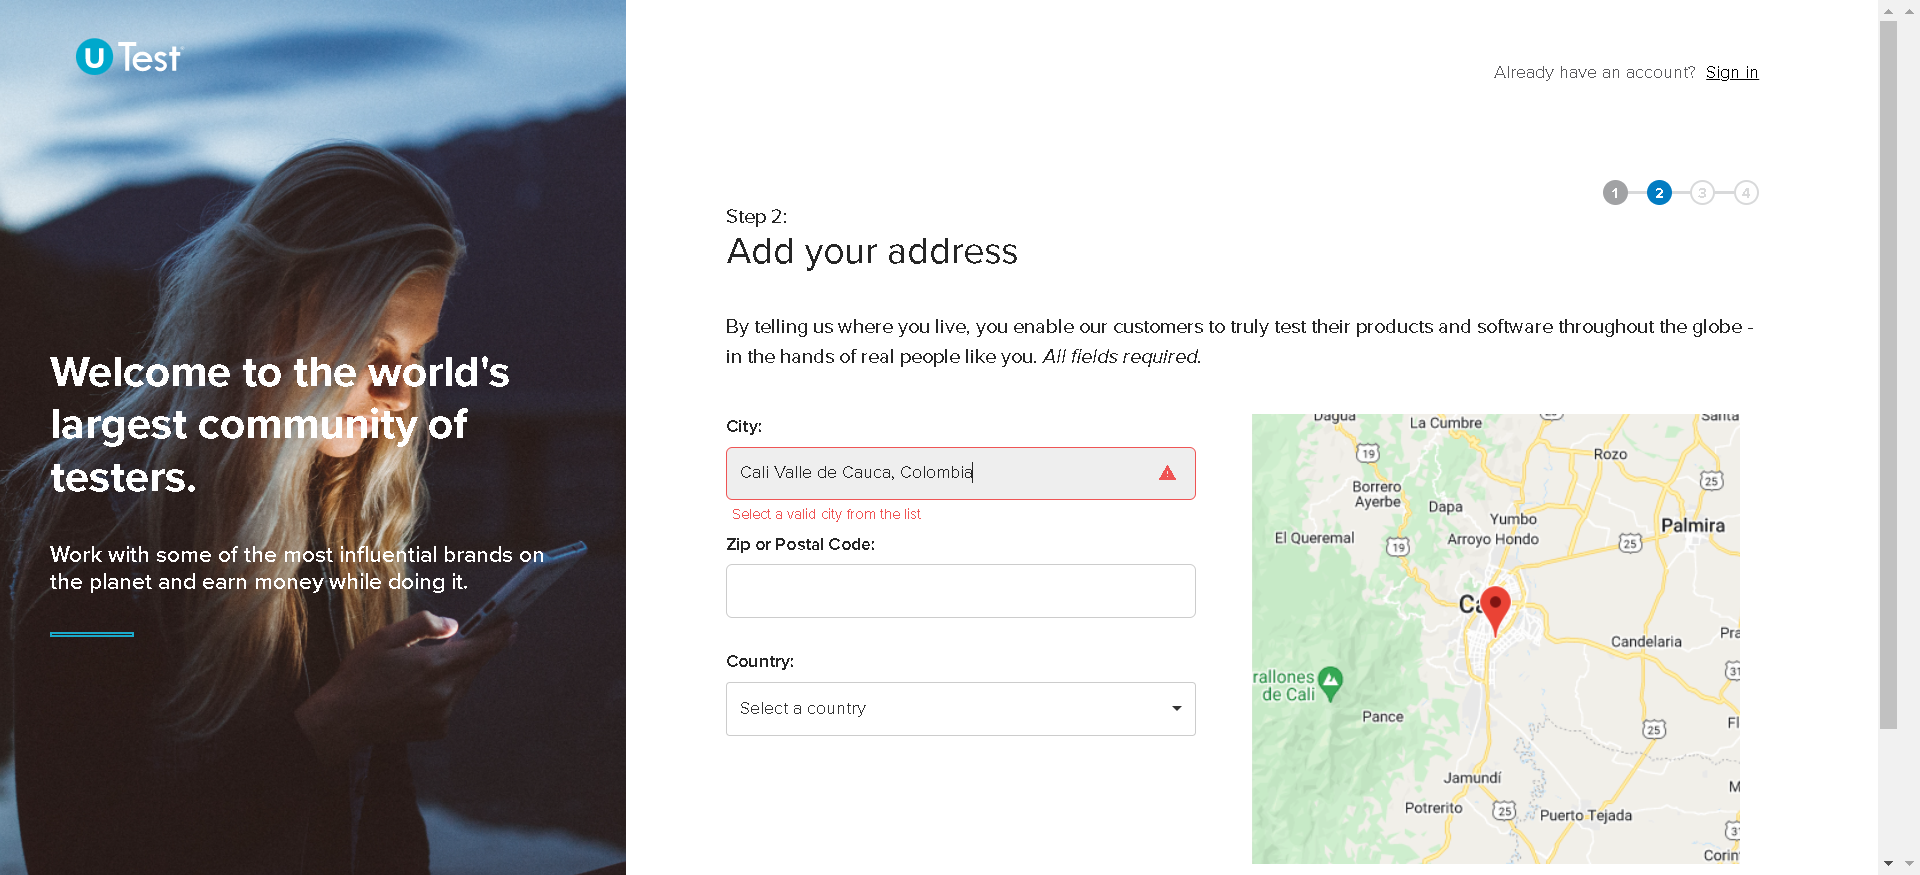 U Test
Already have an account? Sign in
1 2 3 4
Step 2:
Add your address
By telling us where you live, you enable our customers to truly test their products and software throughout the globe -
in the hands of real people like you. All fields required.
Welcome to the world's
largest community of
testers.
Work with some of the most influential brands on
the planet and earn money while doing it.
City:
Cali Valle de Cauca, Colombia
Select a valid city from the list
Zip or Postal Code:
Country:
Select a country
Dagua
La Cumbre
Santa
19
Rozo
25
Borrero
Ayerbe
Dapa
Yumbo
Palmira
El Queremal
19
Arroyo Hondo
25
Candelaria
Pra
31
rallones
de Cali
Pance
25
Fl
Jamundí
M
Potrerito
25
Puerto Tejada
Corin